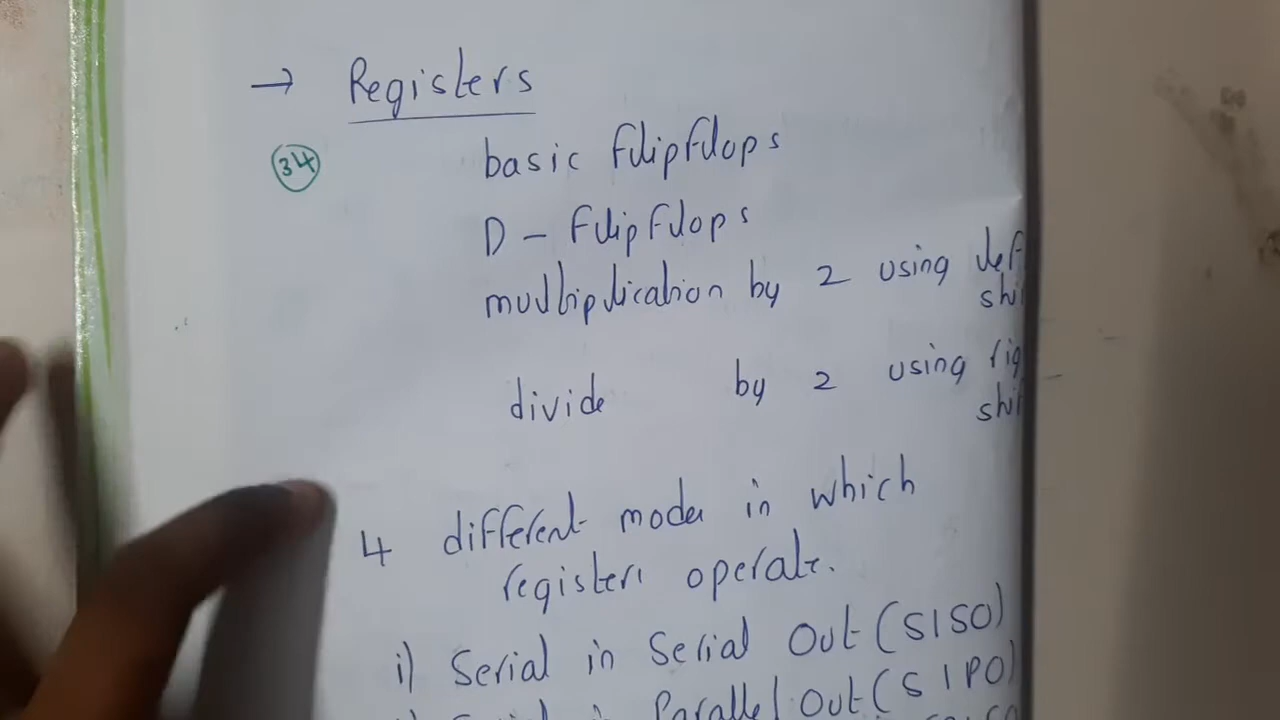 → Registers
34
basic flipflops
D - flipflops
multiplication by 2 using
divide by 2 using
4 different modes in which
registers operate.
i) Serial in Serial Out (SISO)
Parallel Out (SIPO)